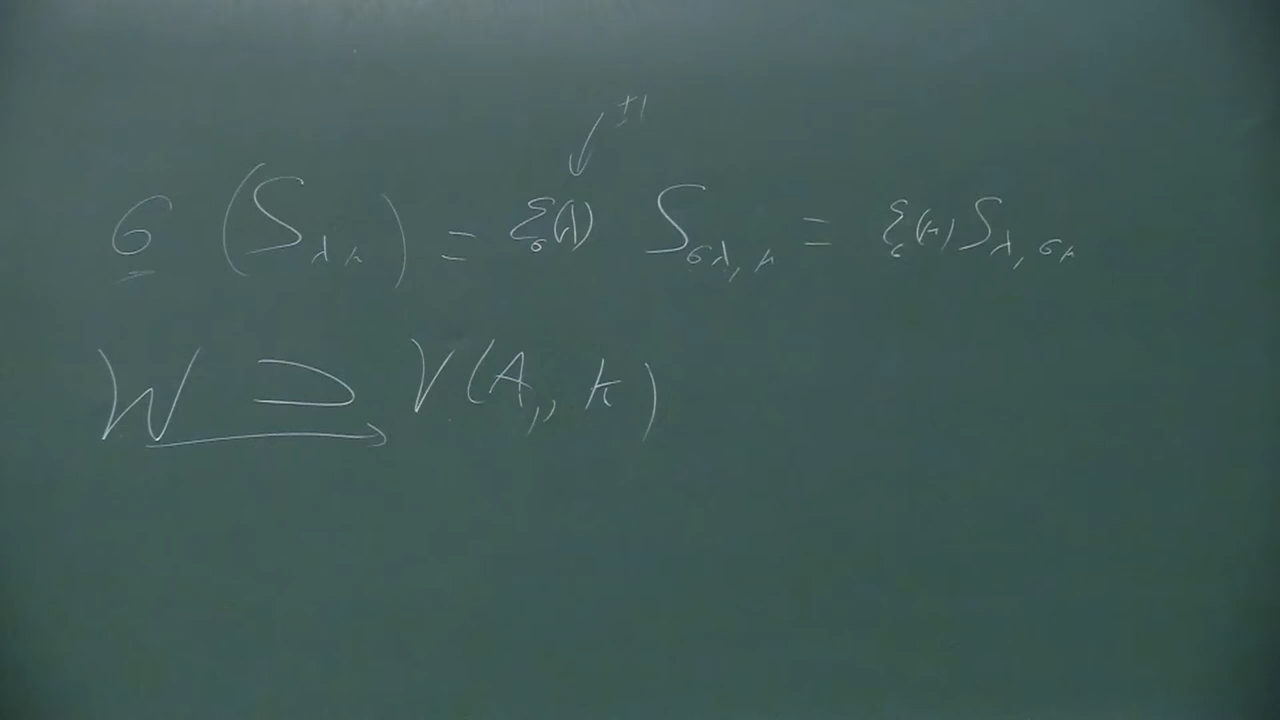 ±1
σ (S_{λμ}) = ε_σ(λ) S_{σλ, μ} = ε_σ(μ) S_{λ, σμ}
W ⊃ V(A_1, k)